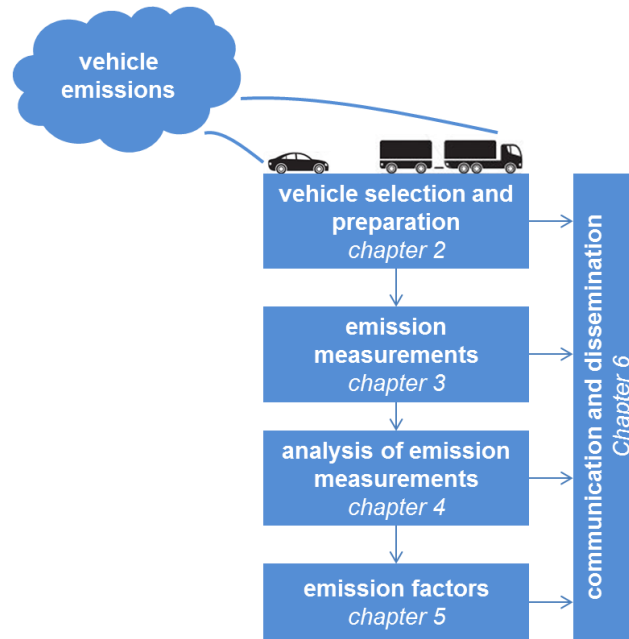 vehicle
emissions
vehicle selection and
preparation
chapter 2
emission
measurements
chapter 3
analysis of emission
measurements
chapter 4
emission factors
chapter 5
communication and dissemination
Chapter 6